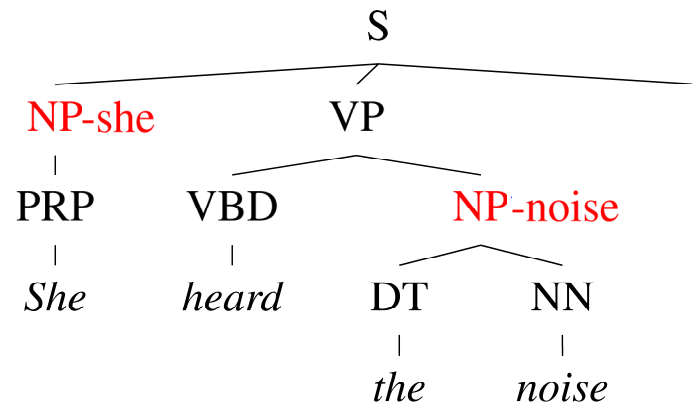 S
NP-she VP
PRP VBD NP-noise
She heard DT NN
the noise